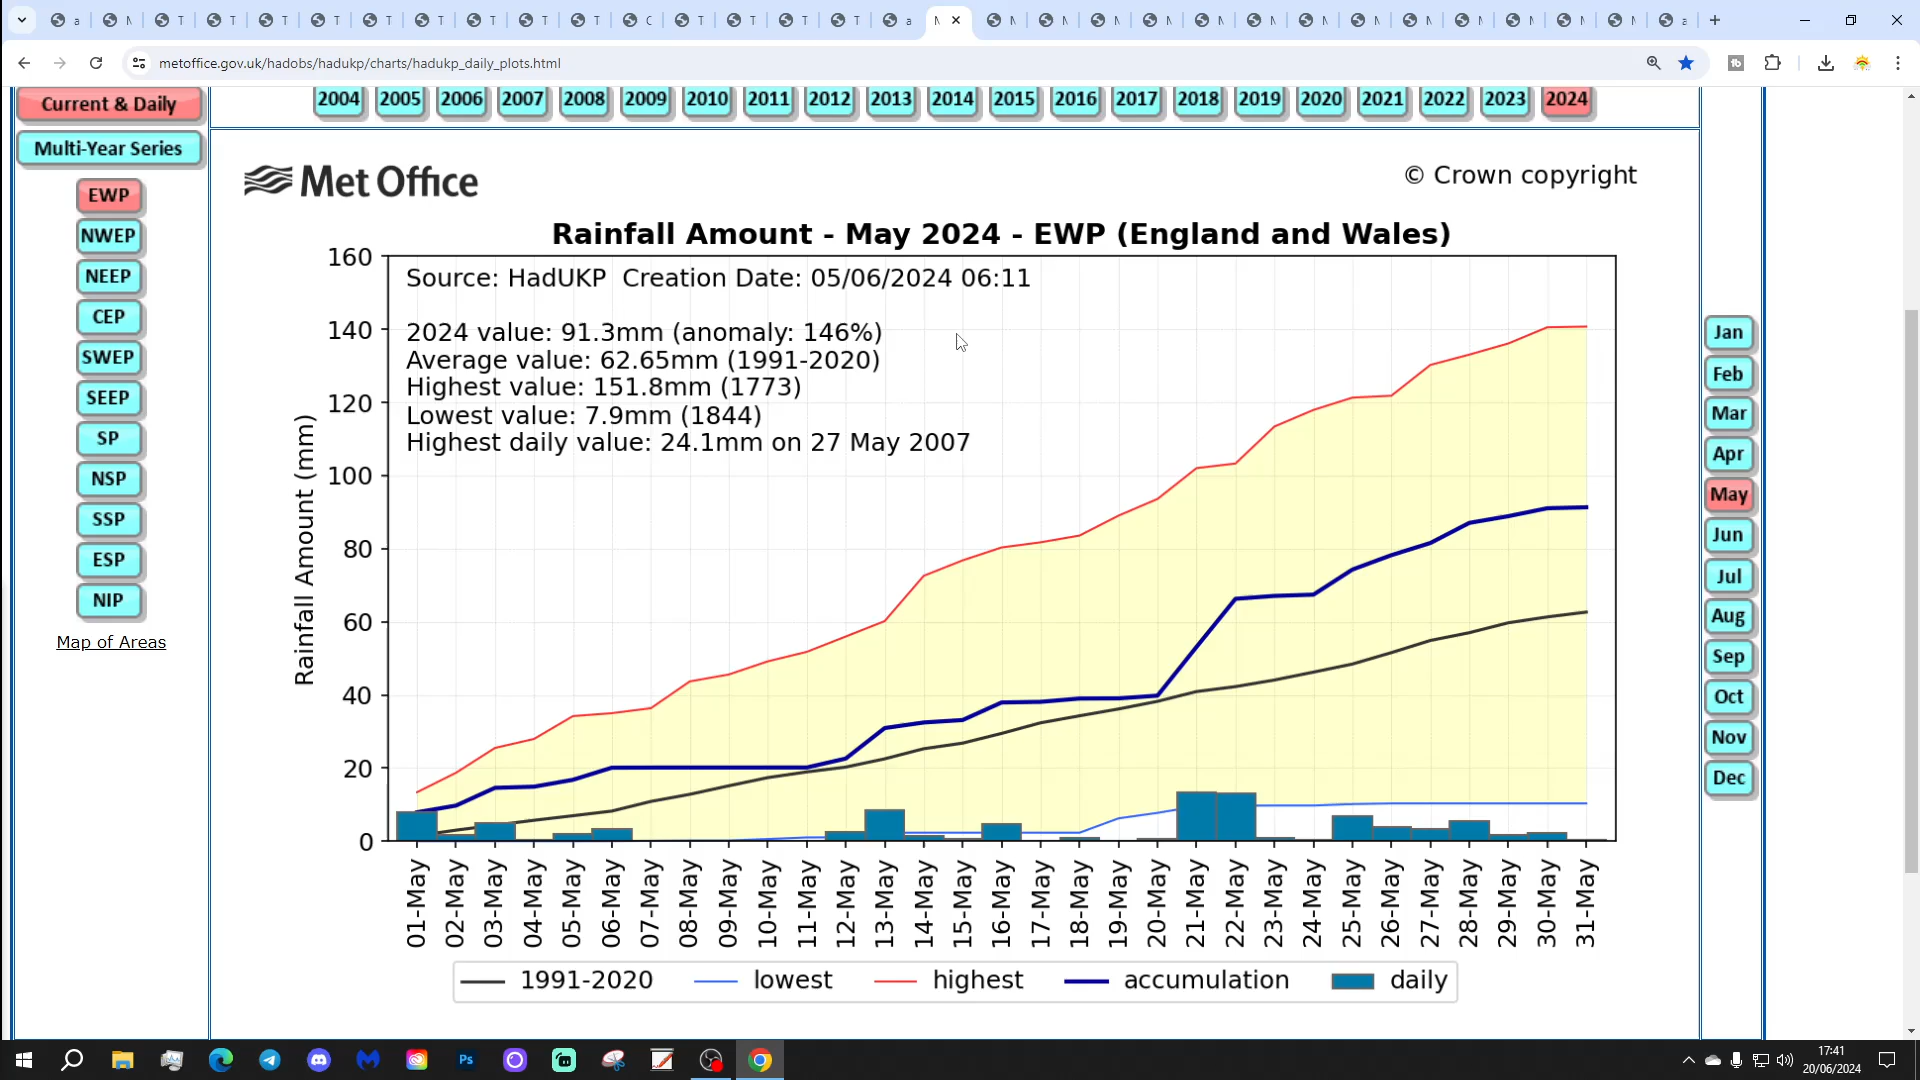 a
M
T
T
T
T
T
T
T
T
T
C
T
T
T
T
a
M
M
M
M
M
M
M
M
M
M
M
M
M
a
metoffice.gov.uk/hadobs/hadukp/charts/hadukp_daily_plots.html
Current & Daily
Multi-Year Series
EWP
NWEP
NEEP
CEP
SWEP
SEEP
SP
NSP
SSP
ESP
NIP
Map of Areas
2004 2005 2006 2007 2008 2009 2010 2011 2012 2013 2014 2015 2016 2017 2018 2019 2020 2021 2022 2023 2024
Met Office
© Crown copyright
Rainfall Amount - May 2024 - EWP (England and Wales)
Source: HadUKP Creation Date: 05/06/2024 06:11
2024 value: 91.3mm (anomaly: 146%)
Average value: 62.65mm (1991-2020)
Highest value: 151.8mm (1773)
Lowest value: 7.9mm (1844)
Highest daily value: 24.1mm on 27 May 2007
Rainfall Amount (mm)
160
140
120
100
80
60
40
20
0
01-May
02-May
03-May
04-May
05-May
06-May
07-May
08-May
09-May
10-May
11-May
12-May
13-May
14-May
15-May
16-May
17-May
18-May
19-May
20-May
21-May
22-May
23-May
24-May
25-May
26-May
27-May
28-May
29-May
30-May
31-May
1991-2020 lowest highest accumulation daily
Jan
Feb
Mar
Apr
May
Jun
Jul
Aug
Sep
Oct
Nov
Dec
Ps
17:41
20/06/2024